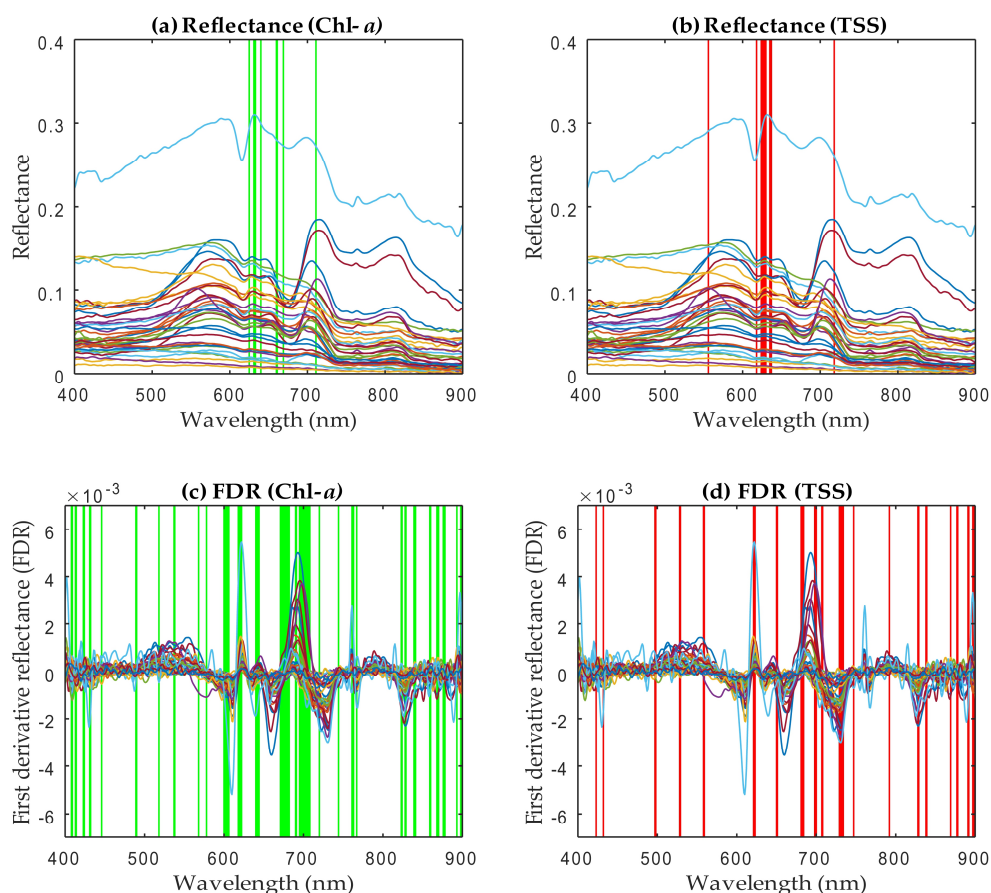 (a) Reflectance (Chl- a)
0.4
0.3
0.2
0.1
0
Reflectance
400 500 600 700 800 900
Wavelength (nm)
(b) Reflectance (TSS)
0.4
0.3
0.2
0.1
0
Reflectance
400 500 600 700 800 900
Wavelength (nm)
(c) FDR (Chl-a)
×10⁻³
6
4
2
0
-2
-4
-6
First derivative reflectance (FDR)
400 500 600 700 800 900
Wavelength (nm)
(d) FDR (TSS)
×10⁻³
6
4
2
0
-2
-4
-6
First derivative reflectance (FDR)
400 500 600 700 800 900
Wavelength (nm)